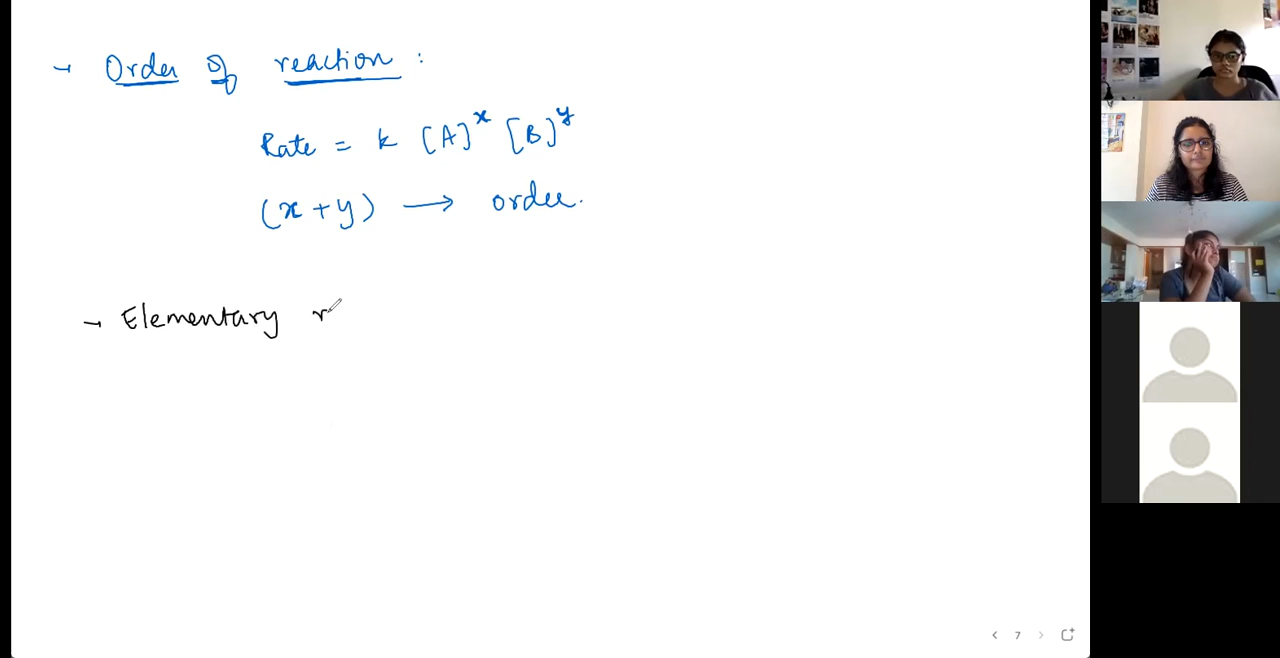 → Order of reaction :
Rate = k [A]^x [B]^y
(x + y) → order.
→ Elementary r
< 7 >